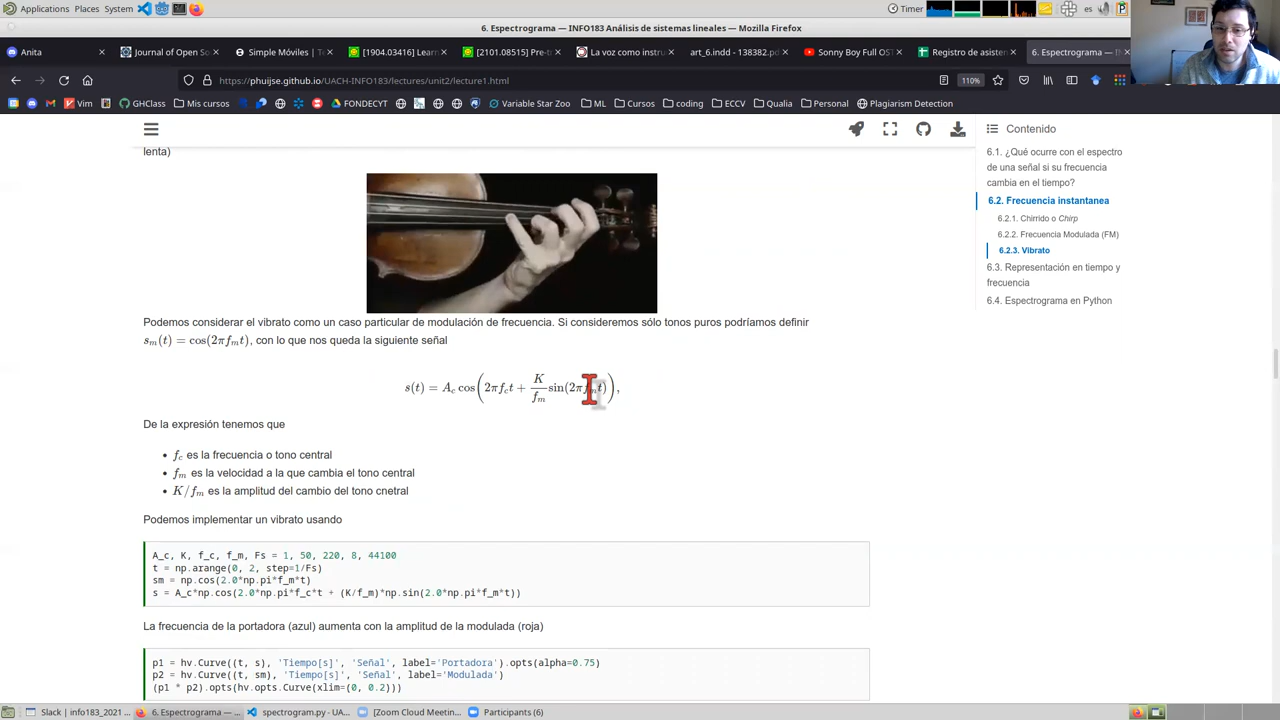 Applications Places System
Timer
es
6. Espectrograma — INFO183 Análisis de sistemas lineales — Mozilla Firefox
Anita
Journal of Open So
Simple Móviles | Tu
[1904.03416] Learn
[2101.08515] Pre-t
La voz como instru
art_6.indd - 138382.pd
Sonny Boy Full OST
Registro de asisten
6. Espectrograma — I
https://phuijse.github.io/UACH-INFO183/lectures/unit2/lecture1.html
110%
Vim
GHClass
Mis cursos
FONDECYT
Variable Star Zoo
ML
Cursos
coding
ECCV
Qualia
Personal
Plagiarism Detection
lenta)
Contenido
6.1. ¿Qué ocurre con el espectro
de una señal si su frecuencia
cambia en el tiempo?
6.2. Frecuencia instantanea
6.2.1. Chirrido o Chirp
6.2.2. Frecuencia Modulada (FM)
6.2.3. Vibrato
6.3. Representación en tiempo y
frecuencia
6.4. Espectrograma en Python
Podemos considerar el vibrato como un caso particular de modulación de frecuencia. Si consideremos sólo tonos puros podríamos definir
s_m(t) = cos(2πf_m t), con lo que nos queda la siguiente señal
s(t) = A_c cos(2πf_c t + K/f_m sin(2πf_m t)),
De la expresión tenemos que
• f_c es la frecuencia o tono central
• f_m es la velocidad a la que cambia el tono central
• K/f_m es la amplitud del cambio del tono cnetral
Podemos implementar un vibrato usando
A_c, K, f_c, f_m, Fs = 1, 50, 220, 8, 44100
t = np.arange(0, 2, step=1/Fs)
sm = np.cos(2.0*np.pi*f_m*t)
s = A_c*np.cos(2.0*np.pi*f_c*t + (K/f_m)*np.sin(2.0*np.pi*f_m*t))
La frecuencia de la portadora (azul) aumenta con la amplitud de la modulada (roja)
p1 = hv.Curve((t, s), 'Tiempo[s]', 'Señal', label='Portadora').opts(alpha=0.75)
p2 = hv.Curve((t, sm), 'Tiempo[s]', 'Señal', label='Modulada')
(p1 * p2).opts(hv.opts.Curve(xlim=(0, 0.2)))
Slack | info183_2021 ...
6. Espectrograma — ...
spectrogram.py - UA...
[Zoom Cloud Meetin...
Participants (6)